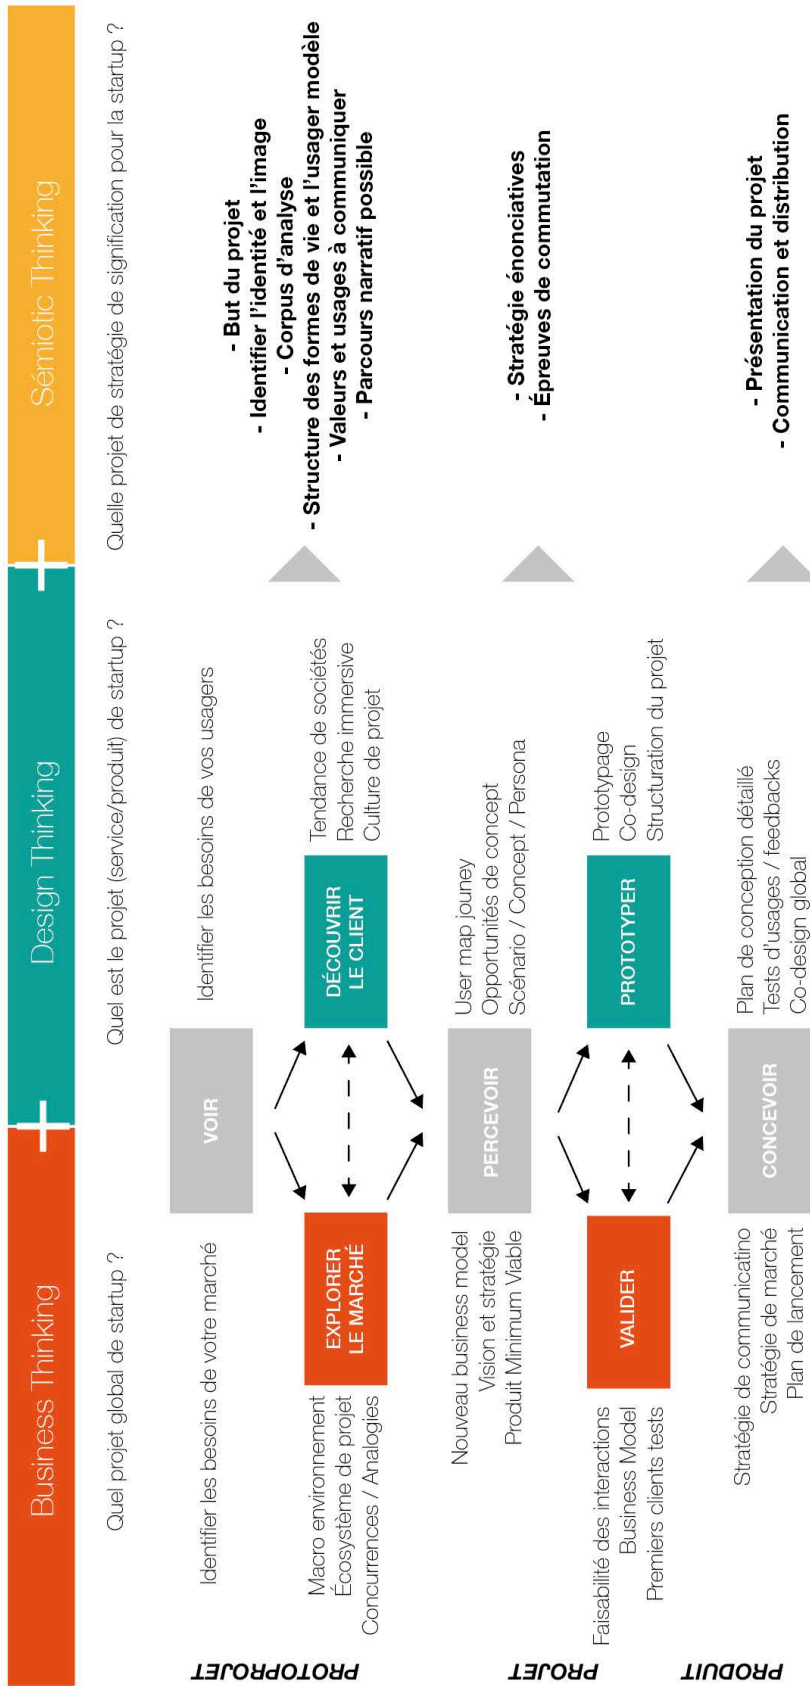 Business Thinking
Design Thinking
Sémiotic Thinking
Quel projet global de startup ?
Quel est le projet (service/produit) de startup ?
Quelle projet de stratégie de signification pour la startup ?
PROTOPROJET
Identifier les besoins de votre marché
VOIR
Identifier les besoins de vos usagers
Macro environnement
Écosystème de projet
Concurrences / Analogies
EXPLORER
LE MARCHÉ
DÉCOUVRIR
LE CLIENT
Tendance de sociétés
Recherche immersive
Culture de projet
- But du projet
- Identifier l'identité et l'image
- Corpus d'analyse
- Structure des formes de vie et l'usager modèle
- Valeurs et usages à communiquer
- Parcours narratif possible
PROJET
Nouveau business model
Vision et stratégie
Produit Minimum Viable
PERCEVOIR
User map jouney
Opportunités de concept
Scénario / Concept / Persona
Faisabilité des interactions
Business Model
Premiers clients tests
VALIDER
PROTOTYPER
Prototypage
Co-design
Structuration du projet
- Stratégie énonciatives
- Épreuves de commutation
PRODUIT
Stratégie de communicatino
Stratégie de marché
Plan de lancement
CONCEVOIR
Plan de conception détailé
Tests d'usages / feedbacks
Co-design global
- Présentation du projet
- Communication et distribution